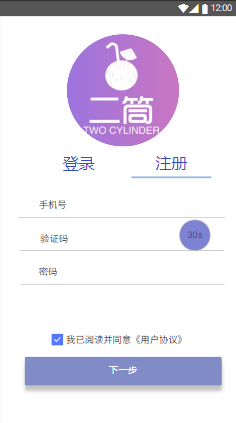 12:00
二筒
TWO CYLINDER
登录 注册
手机号
验证码 30s
密码
我已阅读并同意《用户协议》
下一步